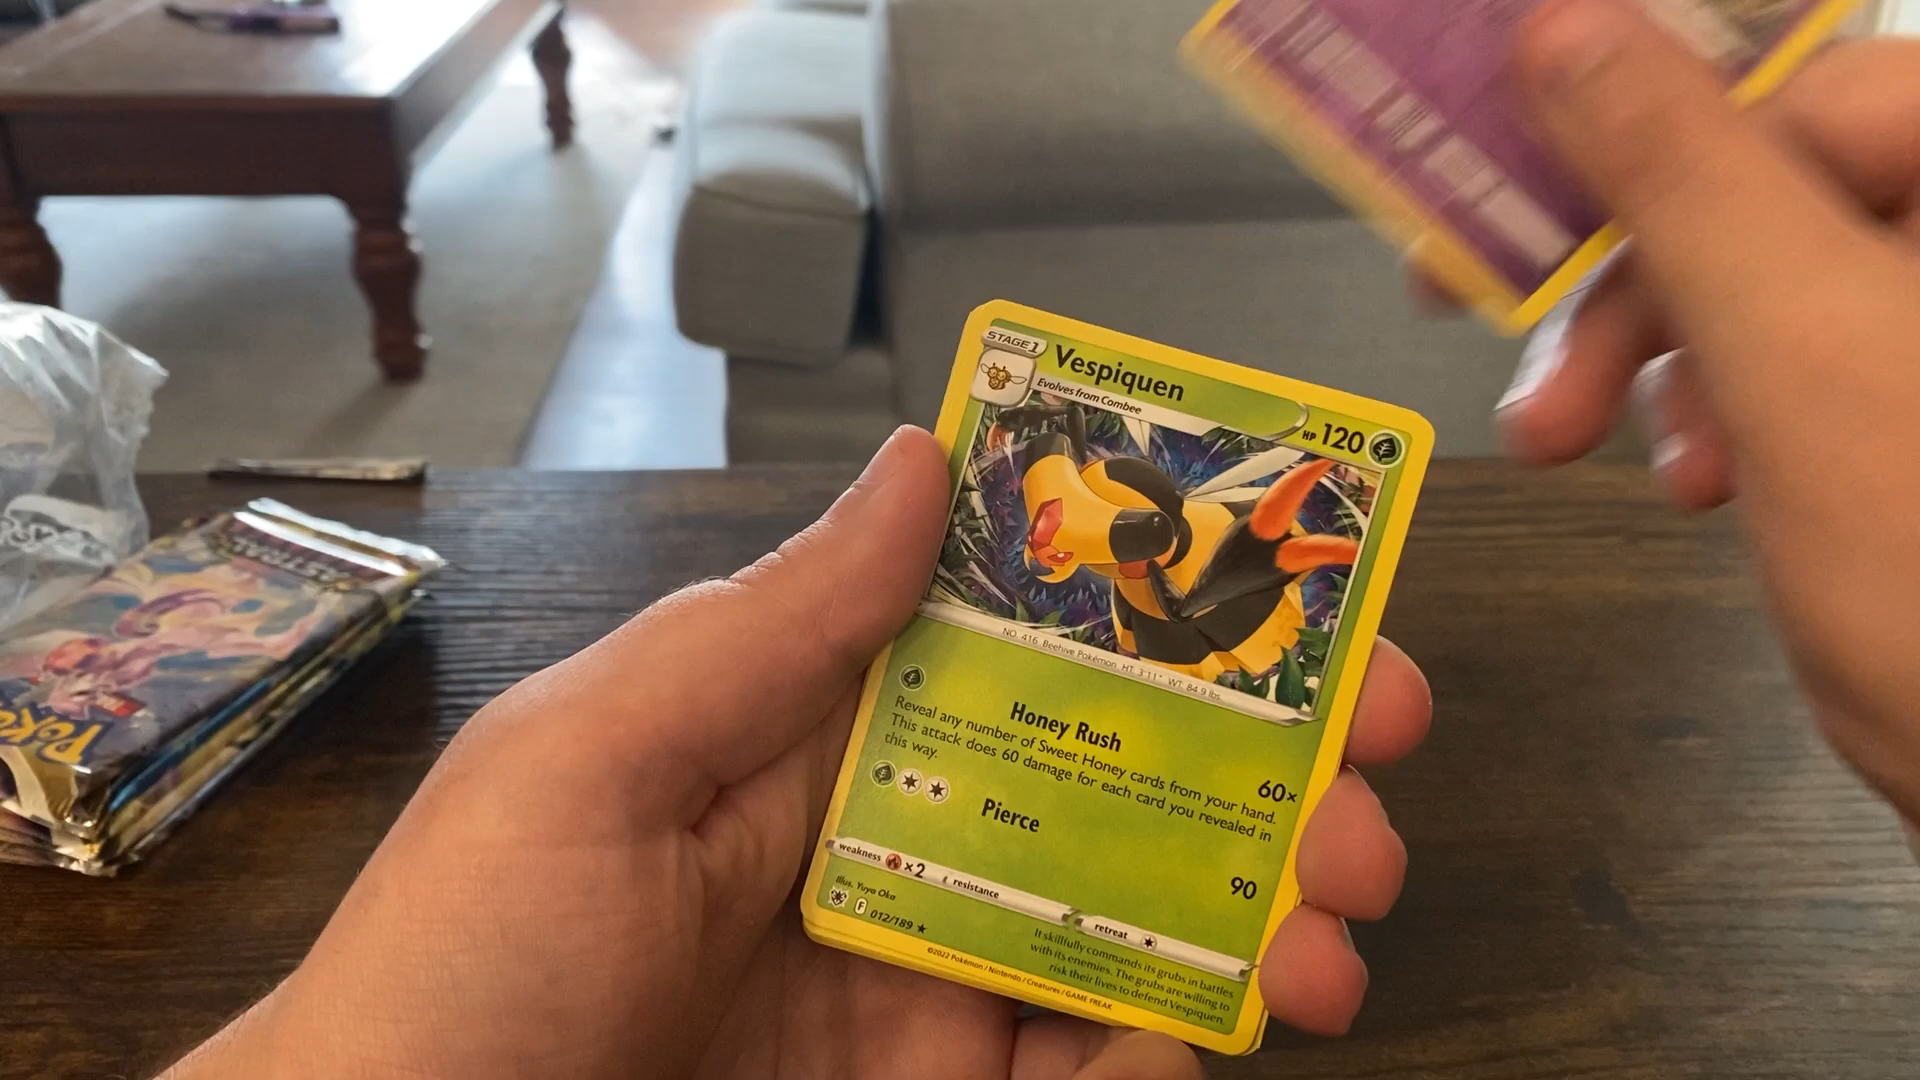 STAGE 1
Vespiquen
HP 120
Evolves from Combee
NO. 416 Beehive Pokémon HT: 3'11" WT: 84.9 lbs.
Honey Rush
60×
Reveal any number of Sweet Honey cards from your hand.
This attack does 60 damage for each card you revealed in
this way.
Pierce
90
weakness ×2 resistance
retreat
Illus. Yuya Oka
F 012/189 ★
It skillfully commands its grubs in battles
with its enemies. The grubs are willing to
risk their lives to defend Vespiquen.
©2022 Pokémon / Nintendo / Creatures / GAME FREAK
ASTRAL